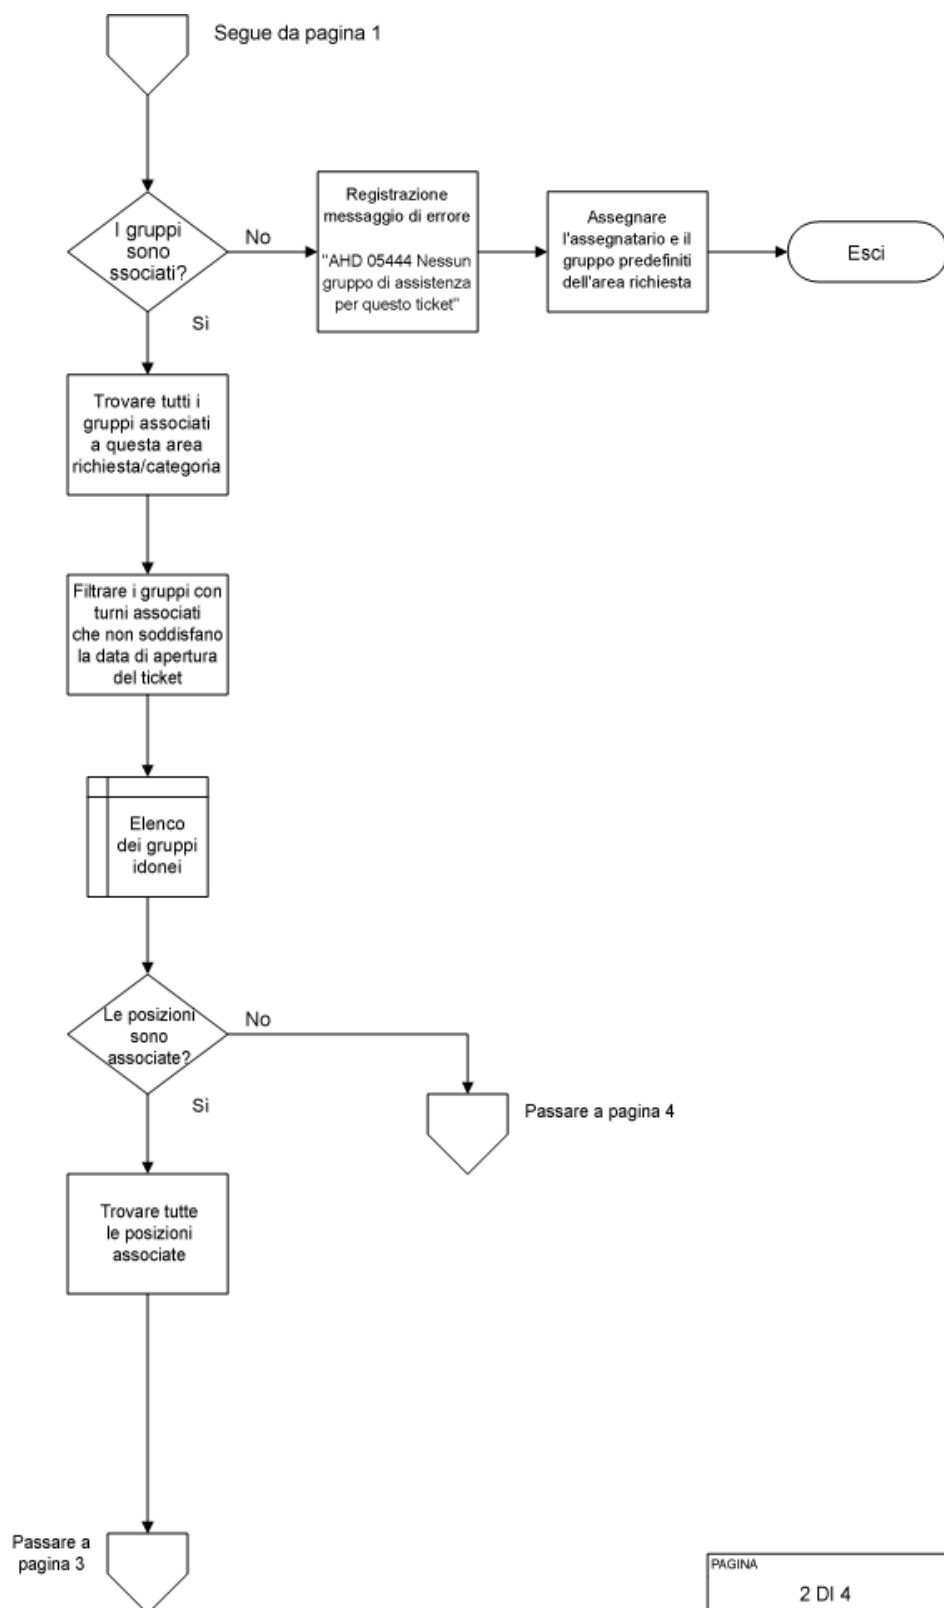 Segue da pagina 1
I gruppi
sono
ssociati?
No
Registrazione
messaggio di errore
"AHD 05444 Nessun
gruppo di assistenza
per questo ticket"
Assegnare
l'assegnatario e il
gruppo predefiniti
dell'area richiesta
Esci
Sì
Trovare tutti i
gruppi associati
a questa area
richiesta/categoria
Filtrare i gruppi con
turni associati
che non soddisfano
la data di apertura
del ticket
Elenco
dei gruppi
idonei
Le posizioni
sono
associate?
No
Sì
Passare a pagina 4
Trovare tutte
le posizioni
associate
Passare a
pagina 3
PAGINA
2 DI 4